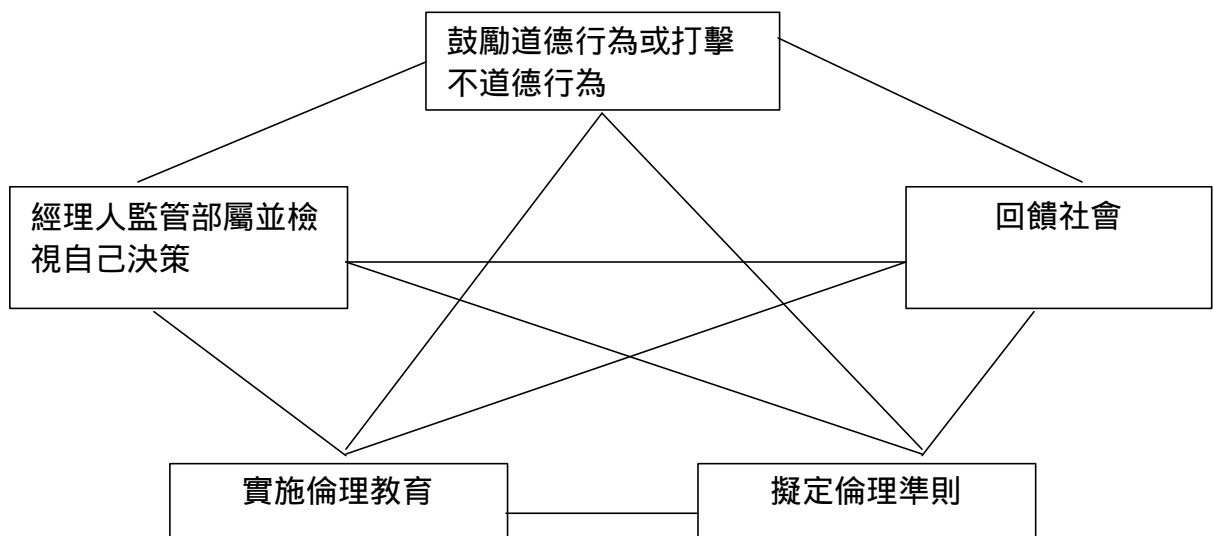 鼓勵道德行為或打擊
不道德行為
經理人監管部屬並檢
視自己決策
回饋社會
實施倫理教育
擬定倫理準則